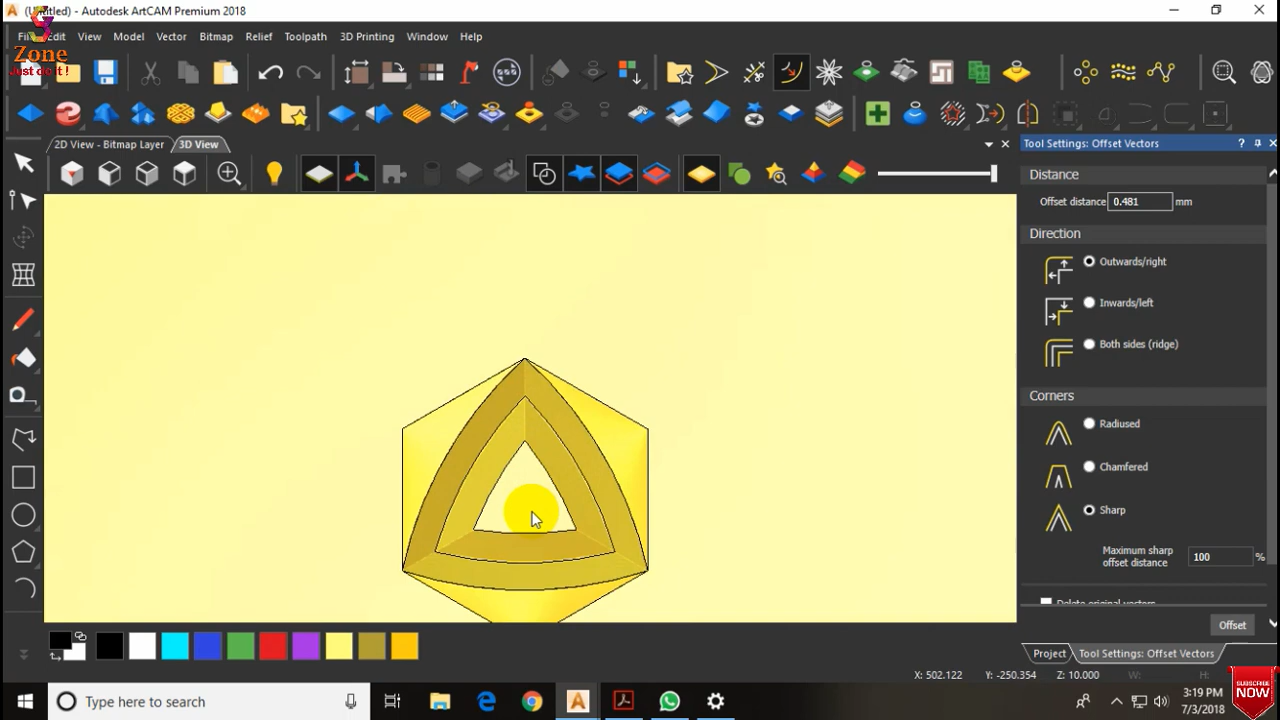 (Untitled) - Autodesk ArtCAM Premium 2018
Zone
Just do it !
File Edit View Model Vector Bitmap Relief Toolpath 3D Printing Window Help
2D View - Bitmap Layer 3D View
Tool Settings: Offset Vectors
Distance
Offset distance 0.481 mm
Direction
Outwards/right
Inwards/left
Both sides (ridge)
Corners
Radiused
Chamfered
Sharp
Maximum sharp
offset distance 100 %
Delete original vectors
Offset
Project Tool Settings: Offset Vectors
X: 502.122 Y: -250.354 Z: 10.000 W: H:
Type here to search
3:19 PM
7/3/2018
SUBSCRIBE
NOW